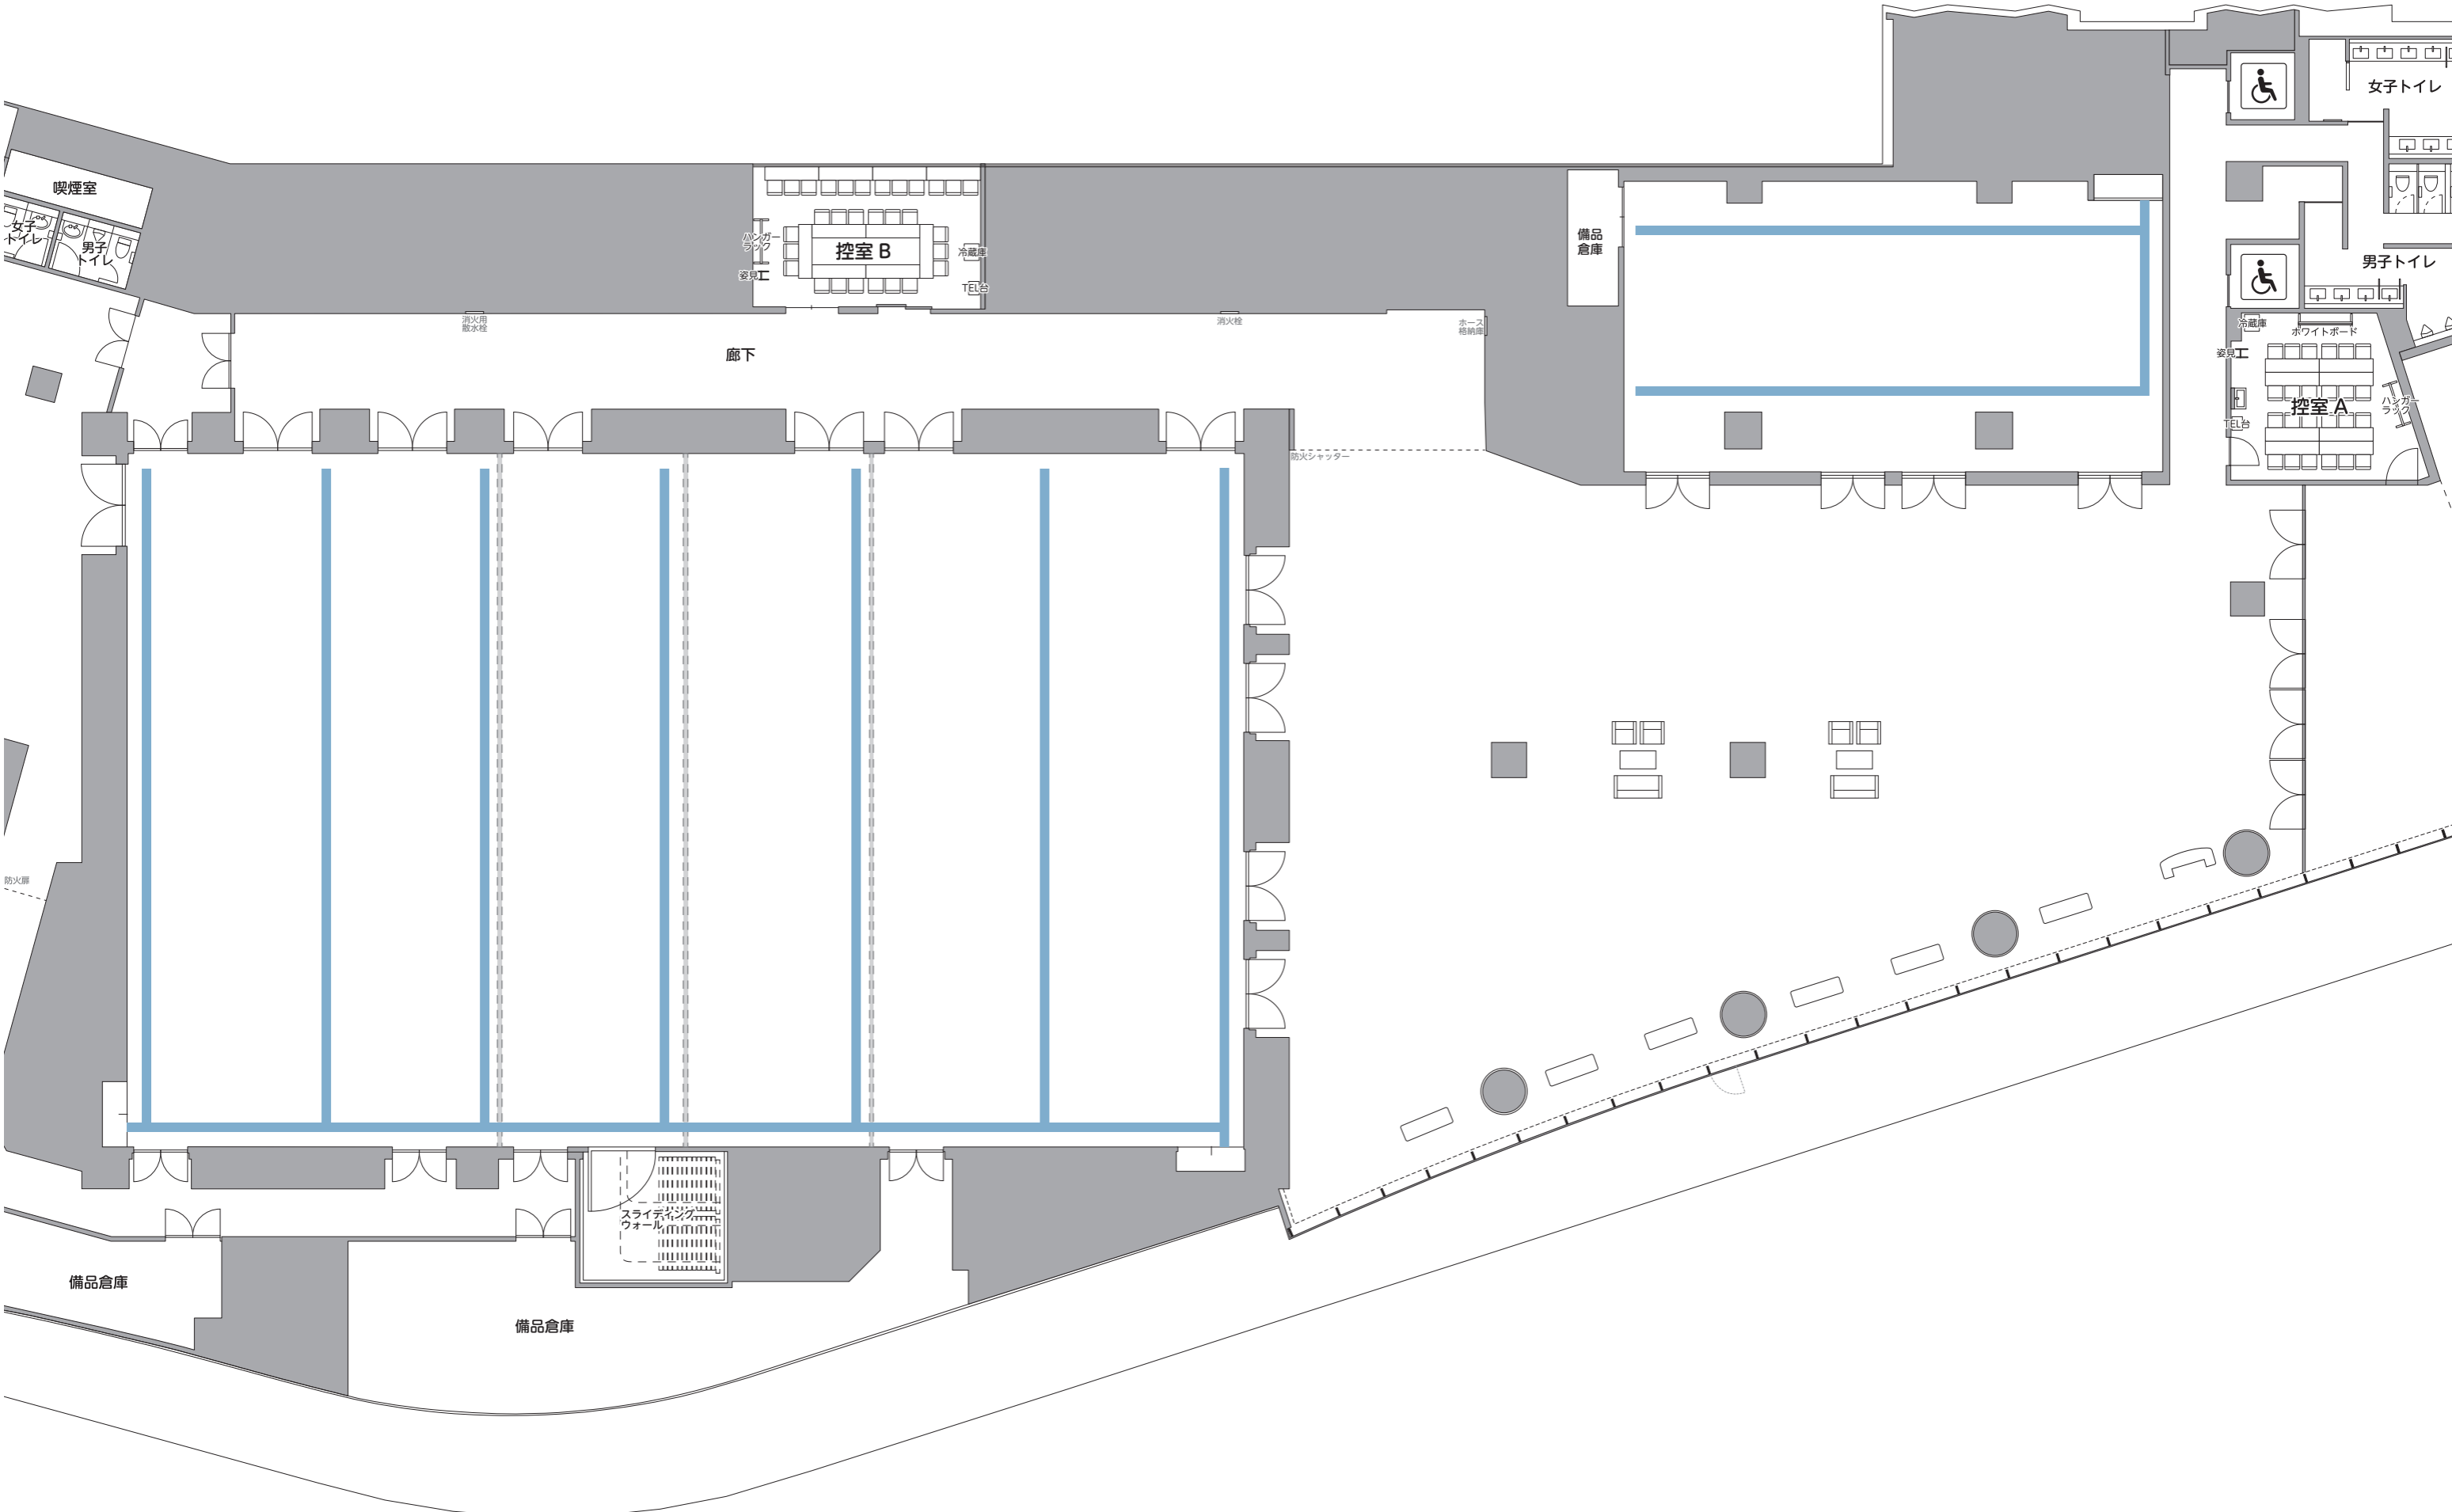 女子トイレ
喫煙室
女子
トイレ
男子
トイレ
ハンガー
ラック
控室 B
冷蔵庫
姿見
TEL台
備品
倉庫
男子トイレ
消火用
散水栓
消火栓
ホース
格納庫
冷蔵庫
ホワイトボード
廊下
姿見
控室 A
ハンガー
ラック
TEL台
防火シャッター
防火扉
スライディング
ウォール
備品倉庫
備品倉庫